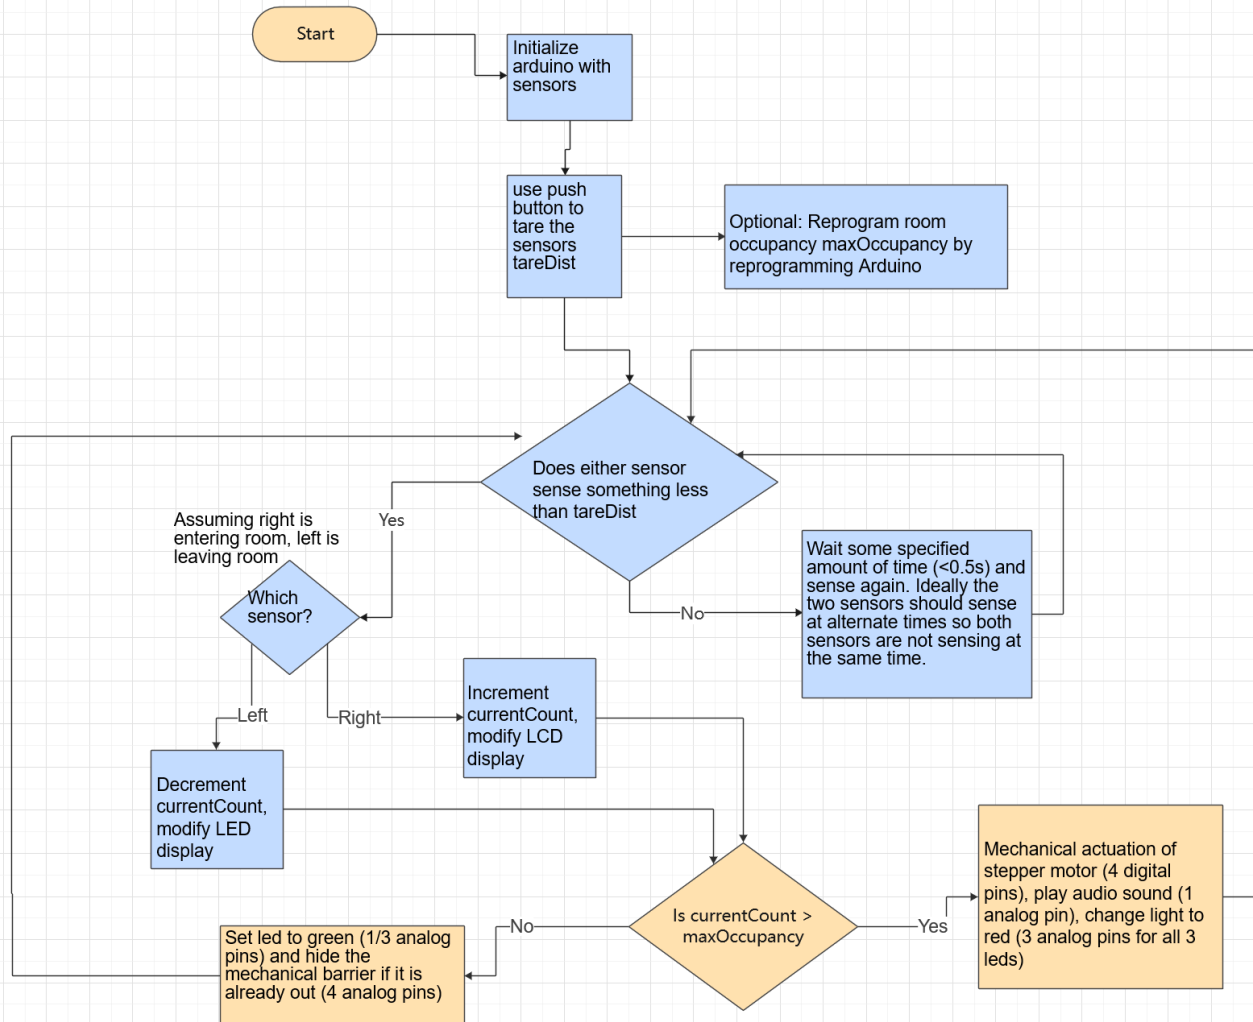 Start
Initialize
arduino with
sensors
use push
button to
tare the
sensors
tareDist
Optional: Reprogram room
occupancy maxOccupancy by
reprogramming Arduino
Does either sensor
sense something less
than tareDist
Yes
Assuming right is
entering room, left is
leaving room
Which
sensor?
No
Wait some specified
amount of time (<0.5s) and
sense again. Ideally the
two sensors should sense
at alternate times so both
sensors are not sensing at
the same time.
Left
Right
Increment
currentCount,
modify LCD
display
Decrement
currentCount,
modify LED
display
Is currentCount >
maxOccupancy
Yes
Mechanical actuation of
stepper motor (4 digital
pins), play audio sound (1
analog pin), change light to
red (3 analog pins for all 3
leds)
No
Set led to green (1/3 analog
pins) and hide the
mechanical barrier if it is
already out (4 analog pins)